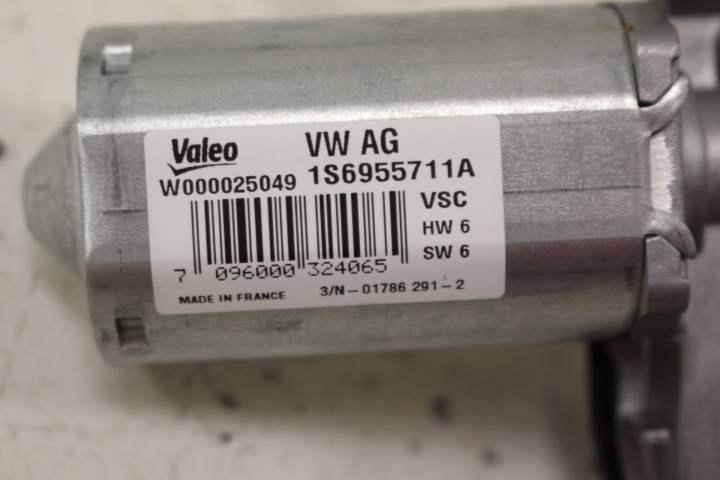 Valeo VW AG
W000025049 1S6955711A
VSC
HW 6
SW 6
7 096000 324065
MADE IN FRANCE 3/N-01786 291-2